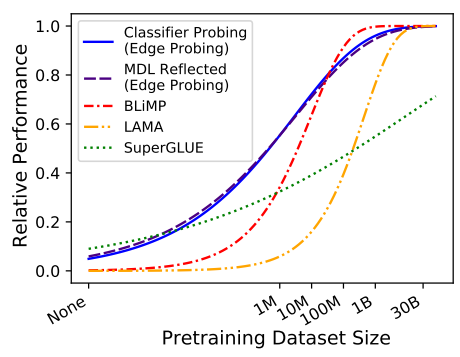 Classifier Probing
(Edge Probing)
MDL Reflected
(Edge Probing)
BLiMP
LAMA
SuperGLUE
Relative Performance
1.0
0.8
0.6
0.4
0.2
0.0
None
1M
10M
100M
1B
30B
Pretraining Dataset Size